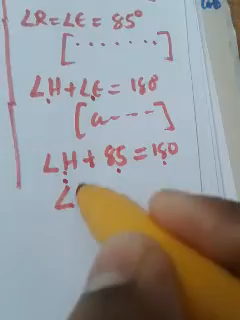 ∠R=∠E=85°
[.......]
∠H+∠E=180
[a---]
∠H+85=180
∠